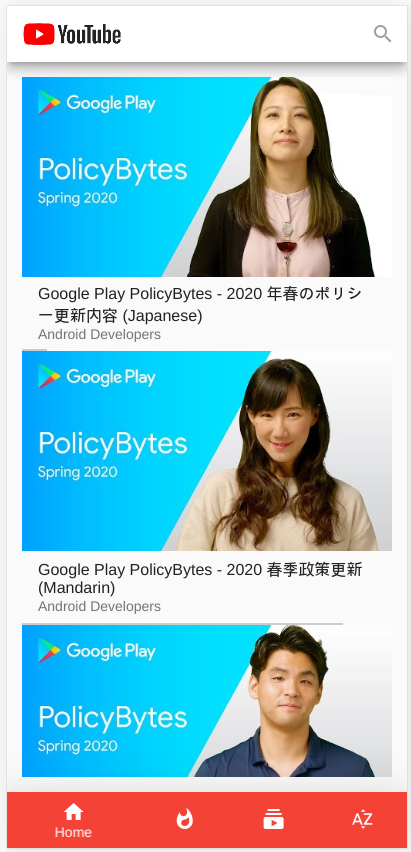 YouTube
Google Play
PolicyBytes
Spring 2020
Google Play PolicyBytes - 2020 年春のポリシ
ー更新内容 (Japanese)
Android Developers
Google Play
PolicyBytes
Spring 2020
Google Play PolicyBytes - 2020 春季政策更新
(Mandarin)
Android Developers
Google Play
PolicyBytes
Spring 2020
Home
AZ